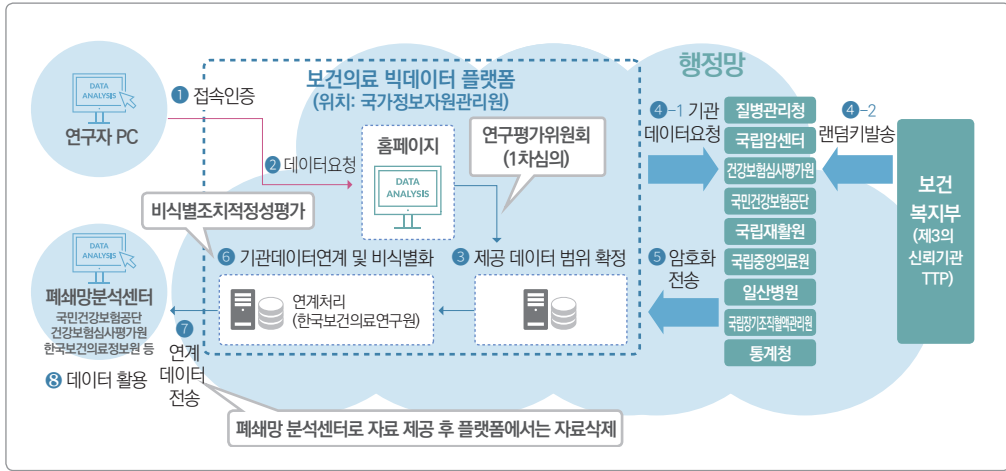 DATA
ANALYSIS
연구자 PC
❶ 접속인증
보건의료 빅데이터 플랫폼
(위치: 국가정보자원관리원)
❷ 데이터요청
홈페이지
DATA
ANALYSIS
연구평가위원회
(1차심의)
비식별조치적정성평가
❻ 기관데이터연계 및 비식별화
연계처리
(한국보건의료연구원)
❸ 제공 데이터 범위 확정
행정망
❹-1 기관
데이터요청
질병관리청
국립암센터
건강보험심사평가원
국민건강보험공단
국립재활원
국립중앙의료원
일산병원
국립장기조직혈액관리원
통계청
❹-2
랜덤키발송
보건
복지부
(제3의
신뢰기관
TTP)
❺ 암호화
전송
DATA
ANALYSIS
폐쇄망분석센터
국민건강보험공단
건강보험심사평가원
한국보건의료정보원 등
❽ 데이터 활용
❼
연계
데이터
전송
폐쇄망 분석센터로 자료 제공 후 플랫폼에서는 자료삭제